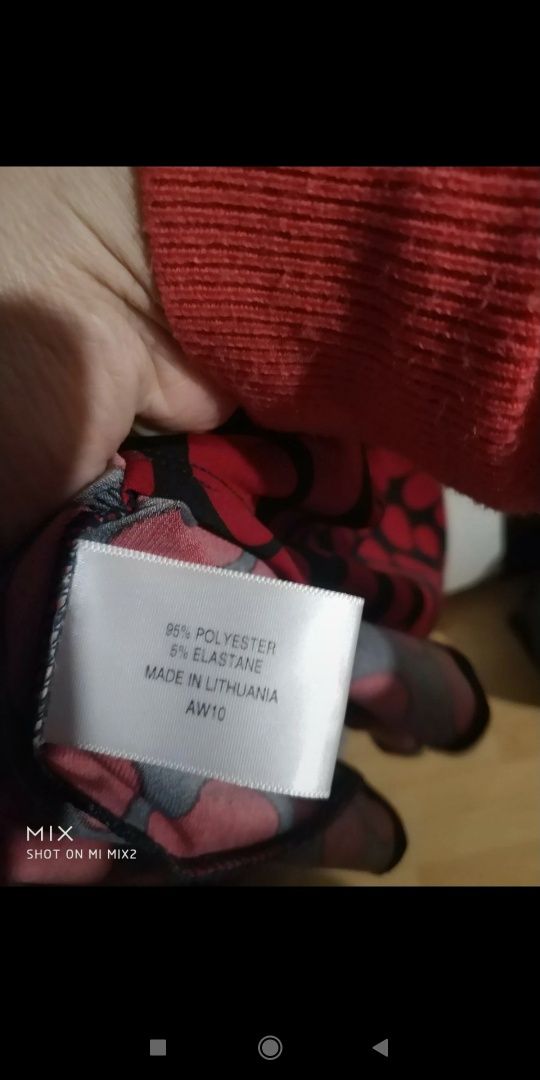 95% POLYESTER
5% ELASTANE
MADE IN LITHUANIA
AW10
MIX
SHOT ON MI MIX2